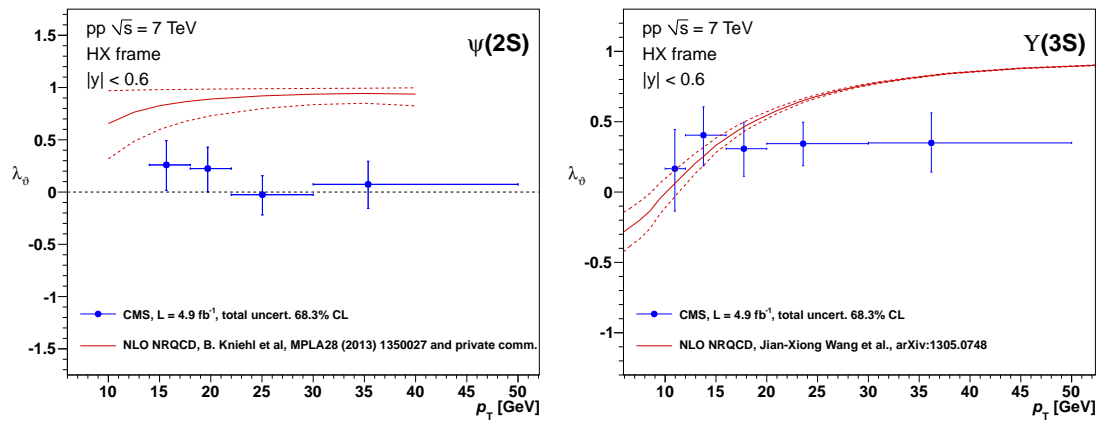 pp √s = 7 TeV
HX frame
|y| < 0.6
ψ(2S)
1.5
1
0.5
0
-0.5
-1
-1.5
λϑ
CMS, L = 4.9 fb⁻¹, total uncert. 68.3% CL
NLO NRQCD, B. Kniehl et al, MPLA28 (2013) 1350027 and private comm.
10 15 20 25 30 35 40 45 50
p_T [GeV]
pp √s = 7 TeV
HX frame
|y| < 0.6
Υ(3S)
1
0.5
0
-0.5
-1
λϑ
CMS, L = 4.9 fb⁻¹, total uncert. 68.3% CL
NLO NRQCD, Jian-Xiong Wang et al., arXiv:1305.0748
10 15 20 25 30 35 40 45 50
p_T [GeV]